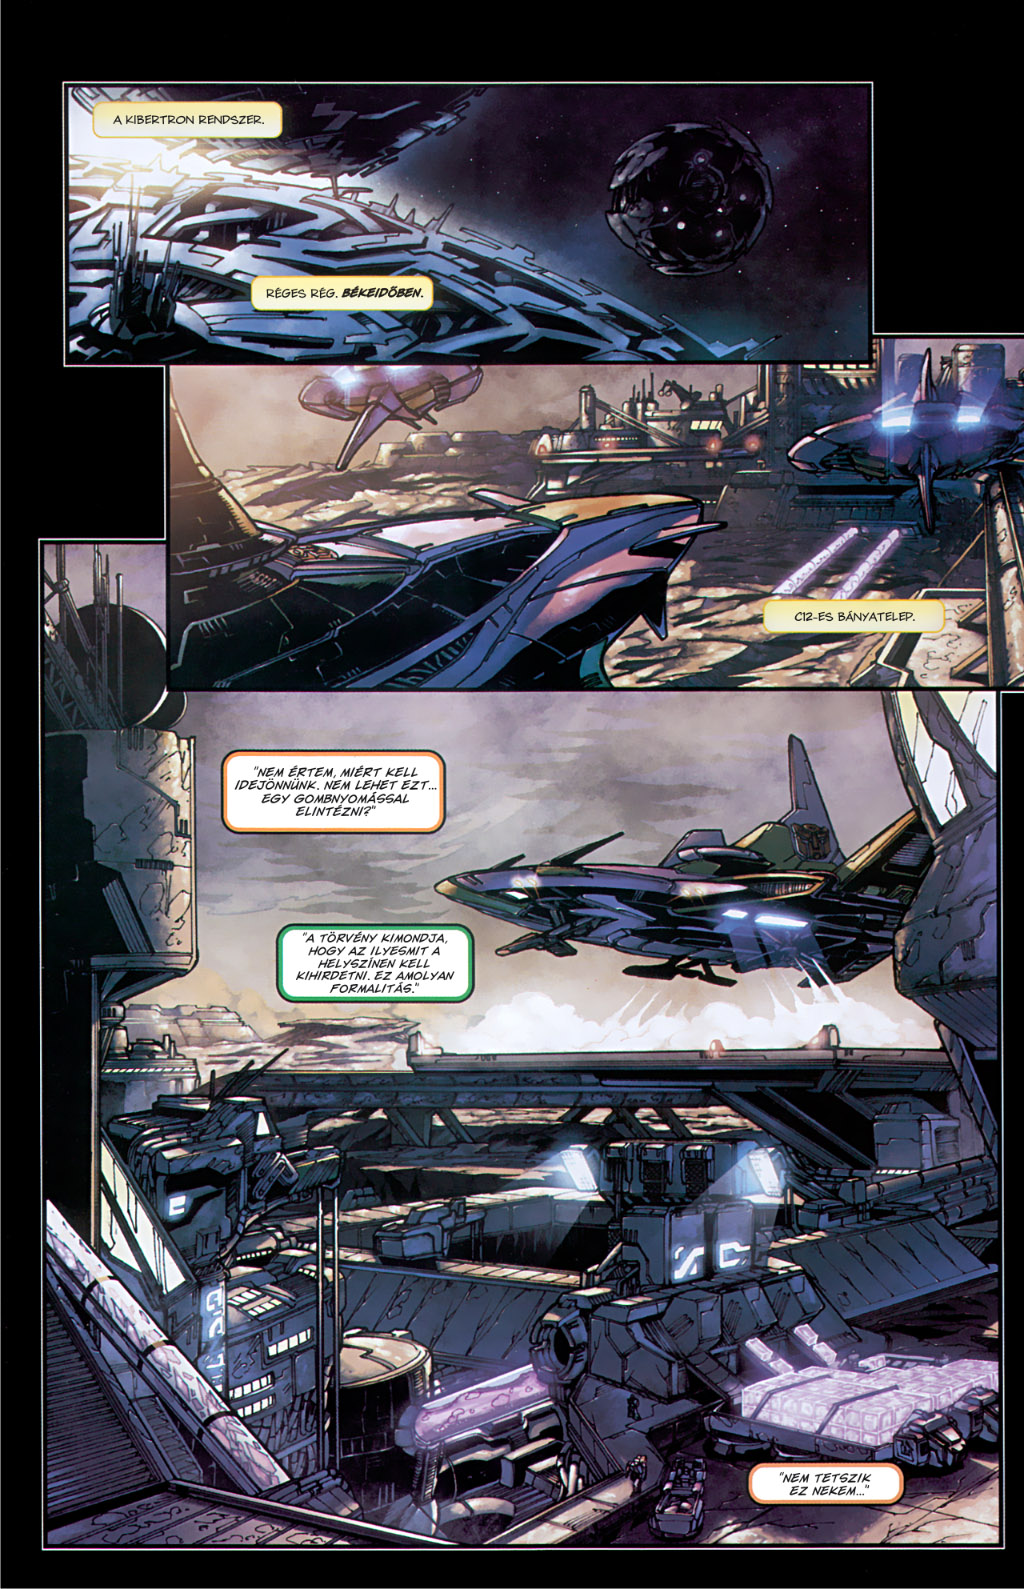 A KIBERTRON RENDSZER.
RÉGES RÉG. BÉKEIDŐBEN.
C12-ES BÁNYATELEP.
"NEM ÉRTEM, MIÉRT KELL
IDEJÖNNÜNK. NEM LEHET EZT...
EGY GOMBNYOMÁSSAL
ELINTÉZNI?"
"A TÖRVÉNY KIMONDJA,
HOGY AZ ILYESMIT A
HELYSZÍNEN KELL
KIHIRDETNI. EZ AMOLYAN
FORMALITÁS."
"NEM TETSZIK
EZ NEKEM..."